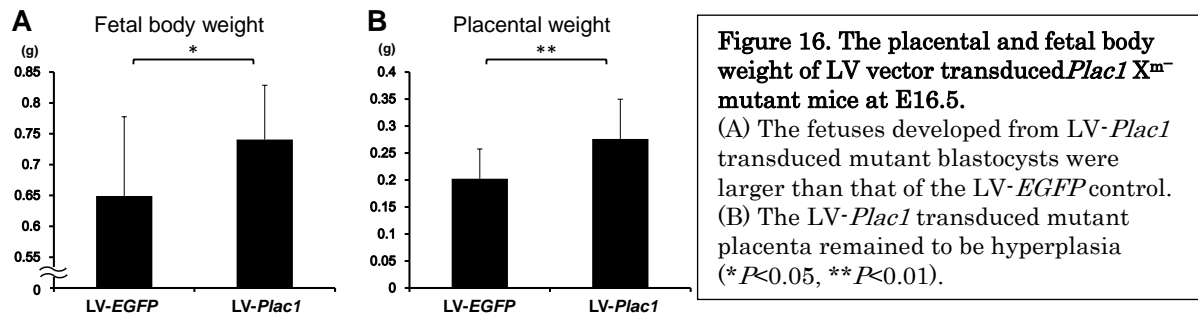 A
Fetal body weight
(g)
*
0.85
0.8
0.75
0.7
0.65
0.6
0.55
0
LV-EGFP LV-Plac1
B
Placental weight
(g)
**
0.4
0.35
0.3
0.25
0.2
0.15
0.1
0.05
0
LV-EGFP LV-Plac1
Figure 16. The placental and fetal body
weight of LV vector transducedPlac1 Xᵐ⁻
mutant mice at E16.5.
(A) The fetuses developed from LV-Plac1
transduced mutant blastocysts were
larger than that of the LV-EGFP control.
(B) The LV-Plac1 transduced mutant
placenta remained to be hyperplasia
(*P<0.05, **P<0.01).